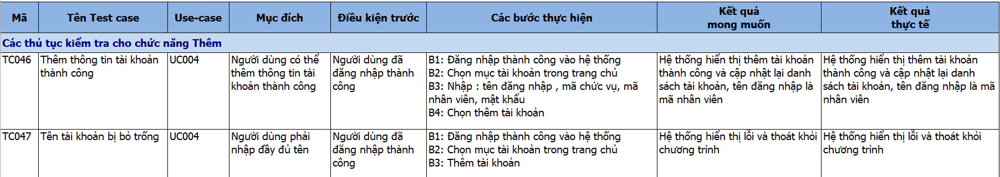 Mã
Tên Test case
Use-case
Mục đích
Điều kiện trước
Các bước thực hiện
Kết quả
mong muốn
Kết quả
thực tế
Các thủ tục kiểm tra cho chức năng Thêm
TC046
Thêm thông tin tài khoản
thành công
UC004
Người dùng có thể
thêm thông tin tài
khoản thành công
Người dùng đã
đăng nhập thành
công
B1: Đăng nhập thành công vào hệ thống
B2: Chọn mục tài khoản trong trang chủ
B3: Nhập : tên đăng nhập , mã chức vụ, mã
nhân viên, mật khẩu
B4: Chọn thêm tài khoản
Hệ thống hiển thị thêm tài khoản
thành công và cập nhật lại danh
sách tài khoản, tên đăng nhập là
mã nhân viên
Hệ thống hiển thị thêm tài khoản
thành công và cập nhật lại danh
sách tài khoản, tên đăng nhập là mã
nhân viên
TC047
Tên tài khoản bị bỏ trống
UC004
Người dùng phải
nhập đầy đủ tên
Người dùng đã
đăng nhập thành
công
B1: Đăng nhập thành công vào hệ thống
B2: Chọn mục tài khoản trong trang chủ
B3: Thêm tài khoản
Hệ thống hiển thị lỗi và thoát khỏi
chương trình
Hệ thống hiển thị lỗi và thoát khỏi
chương trình